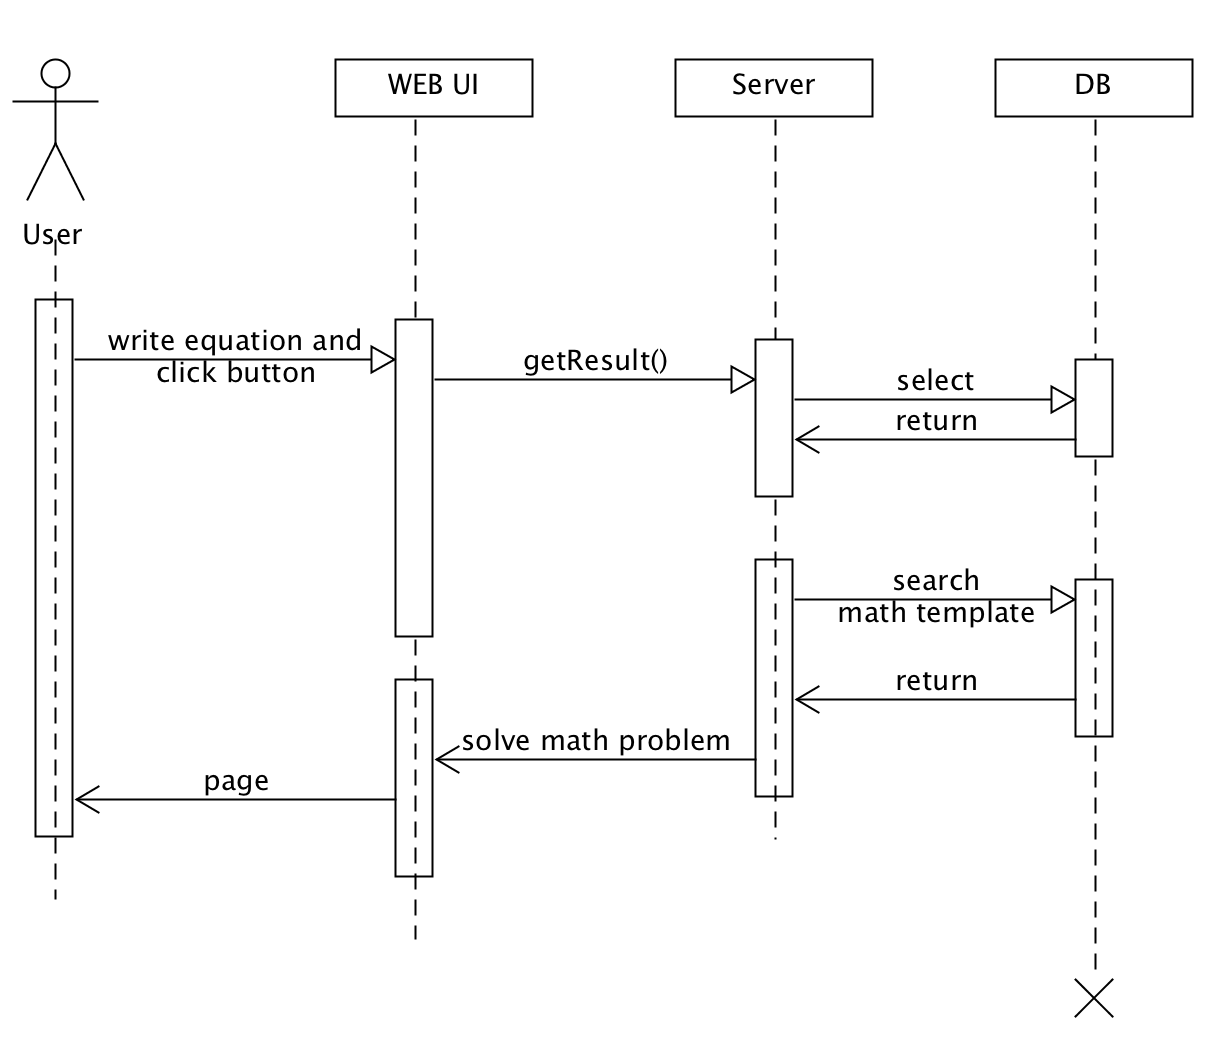 WEB UI
Server
DB
User
write equation and
click button
getResult()
select
return
search
math template
return
solve math problem
page